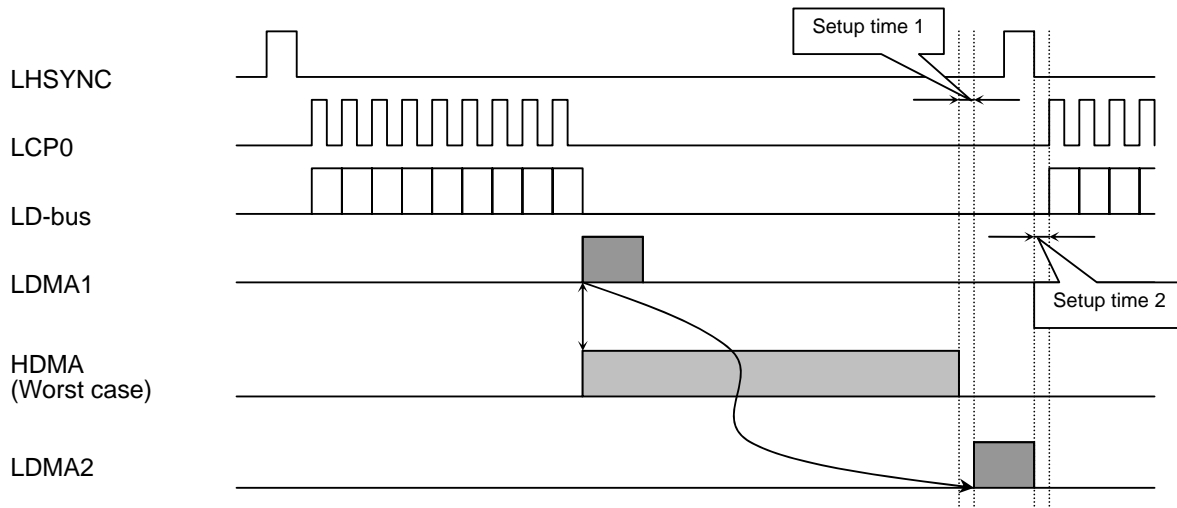 Setup time 1
LHSYNC
LCP0
LD-bus
LDMA1
Setup time 2
HDMA
(Worst case)
LDMA2